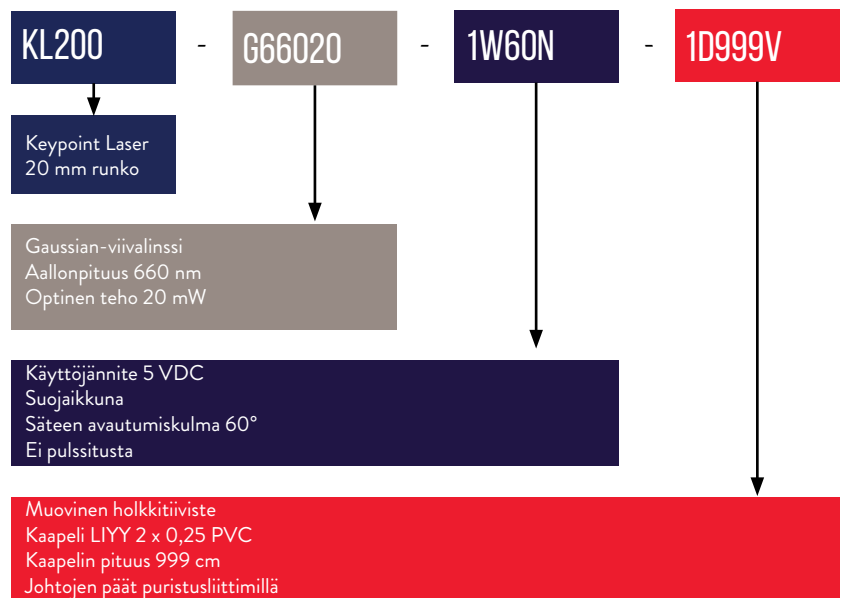 KL200 - G66020 - 1W60N - 1D999V
Keypoint Laser
20 mm runko
Gaussian-viivalinssi
Aallonpituus 660 nm
Optinen teho 20 mW
Käyttöjännite 5 VDC
Suojaikkuna
Säteen avautumiskulma 60°
Ei pulssitusta
Muovinen holkkitiiviste
Kaapeli LIYY 2 x 0,25 PVC
Kaapelin pituus 999 cm
Johtojen päät puristusliittimillä